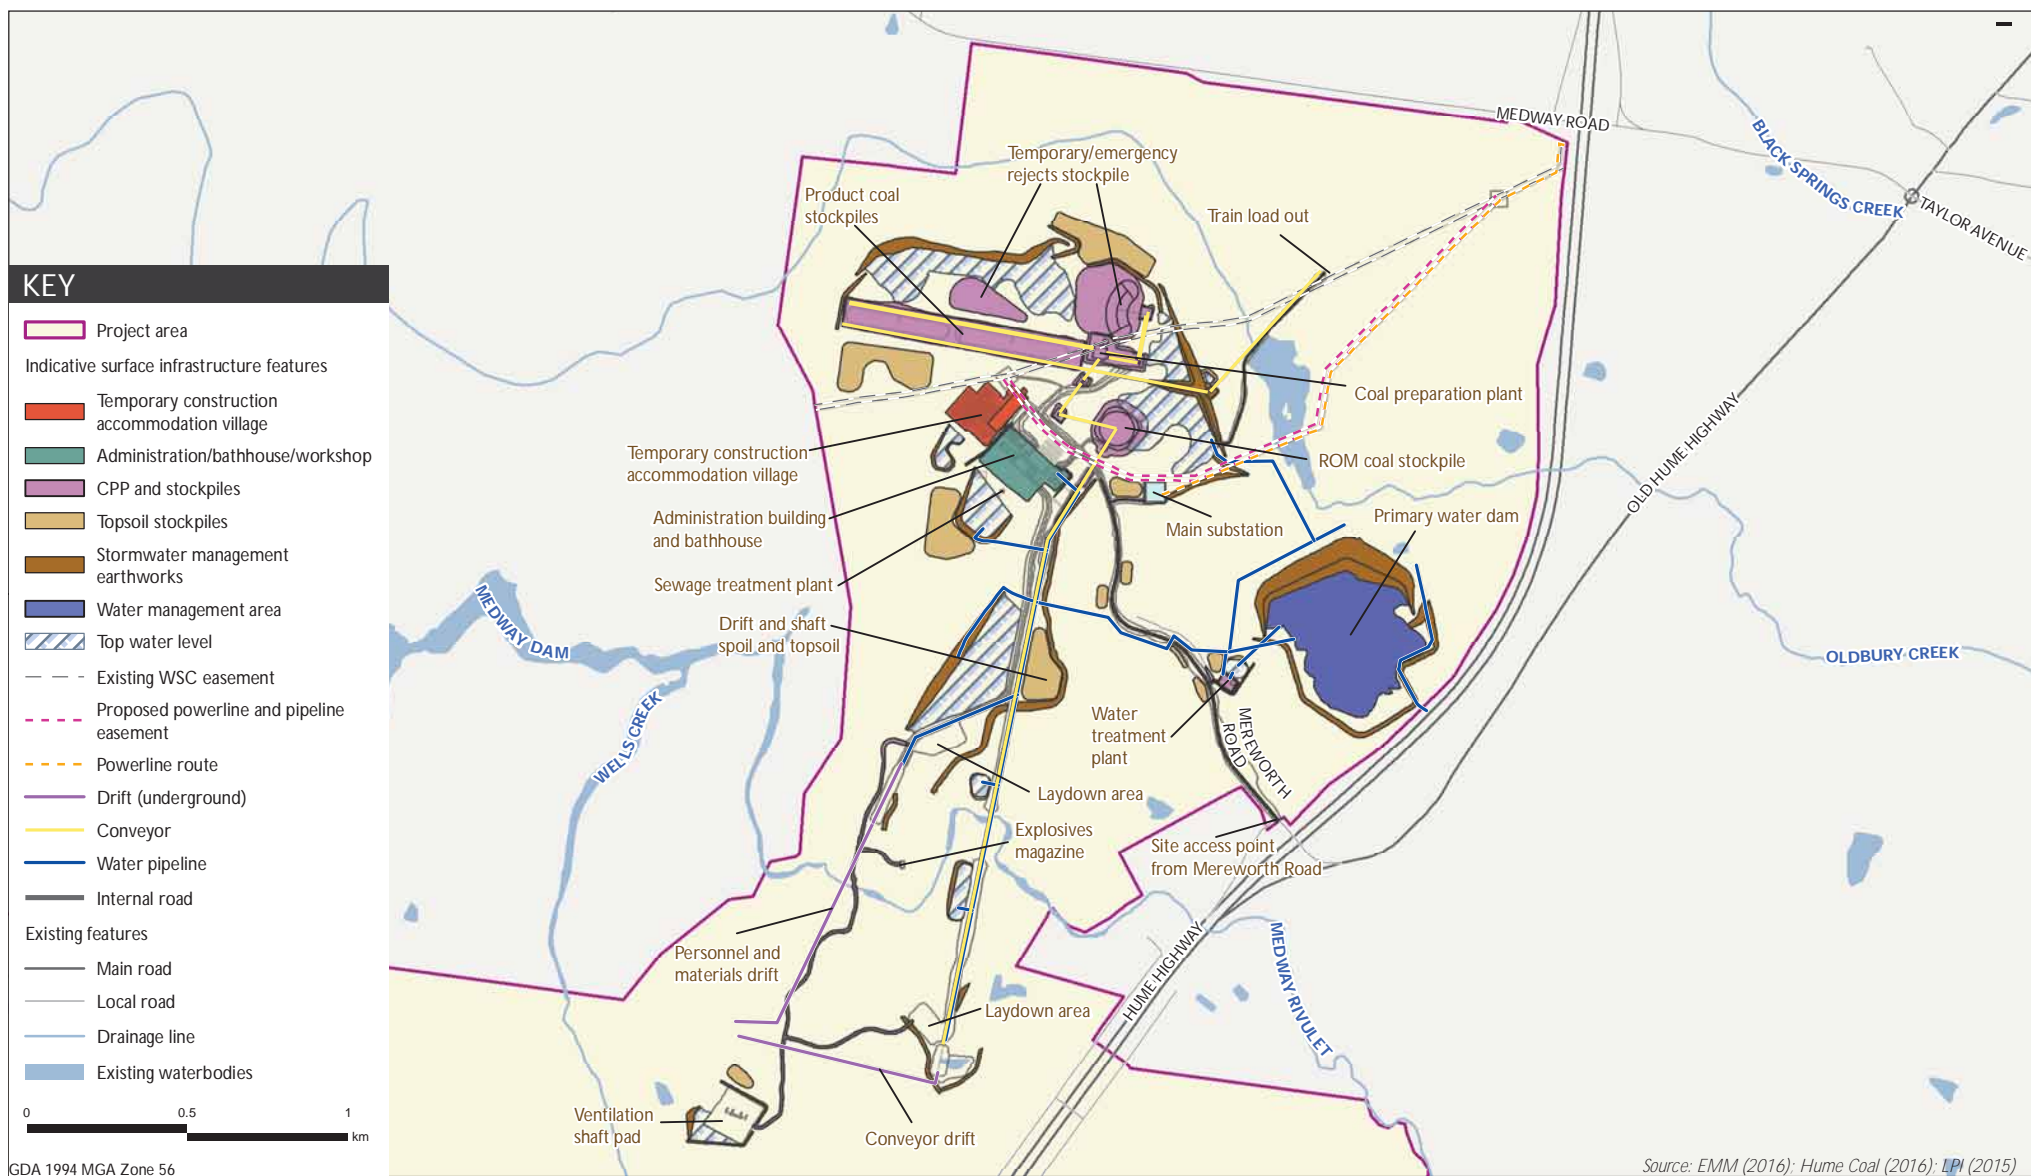 KEY
Project area
Indicative surface infrastructure features
Temporary construction
accommodation village
Administration/bathhouse/workshop
CPP and stockpiles
Topsoil stockpiles
Stormwater management
earthworks
Water management area
Top water level
Existing WSC easement
Proposed powerline and pipeline
easement
Powerline route
Drift (underground)
Conveyor
Water pipeline
Internal road
Existing features
Main road
Local road
Drainage line
Existing waterbodies
0 0.5 1
km
GDA 1994 MGA Zone 56
MEDWAY ROAD
BLACK SPRINGS CREEK
TAYLOR AVENUE
Temporary/emergency
rejects stockpile
Product coal
stockpiles
Train load out
Coal preparation plant
OLD HUME HIGHWAY
Temporary construction
accommodation village
ROM coal stockpile
Administration building
and bathhouse
Main substation
Primary water dam
Sewage treatment plant
MEDWAY DAM
Drift and shaft
spoil and topsoil
OLDBURY CREEK
WELLS CREEK
Water
treatment
plant
MEREWORTH
ROAD
Laydown area
Explosives
magazine
Site access point
from Mereworth Road
Personnel and
materials drift
HUME HIGHWAY
MEDWAY RIVULET
Laydown area
Ventilation
shaft pad
Conveyor drift
Source: EMM (2016); Hume Coal (2016); LPI (2015)